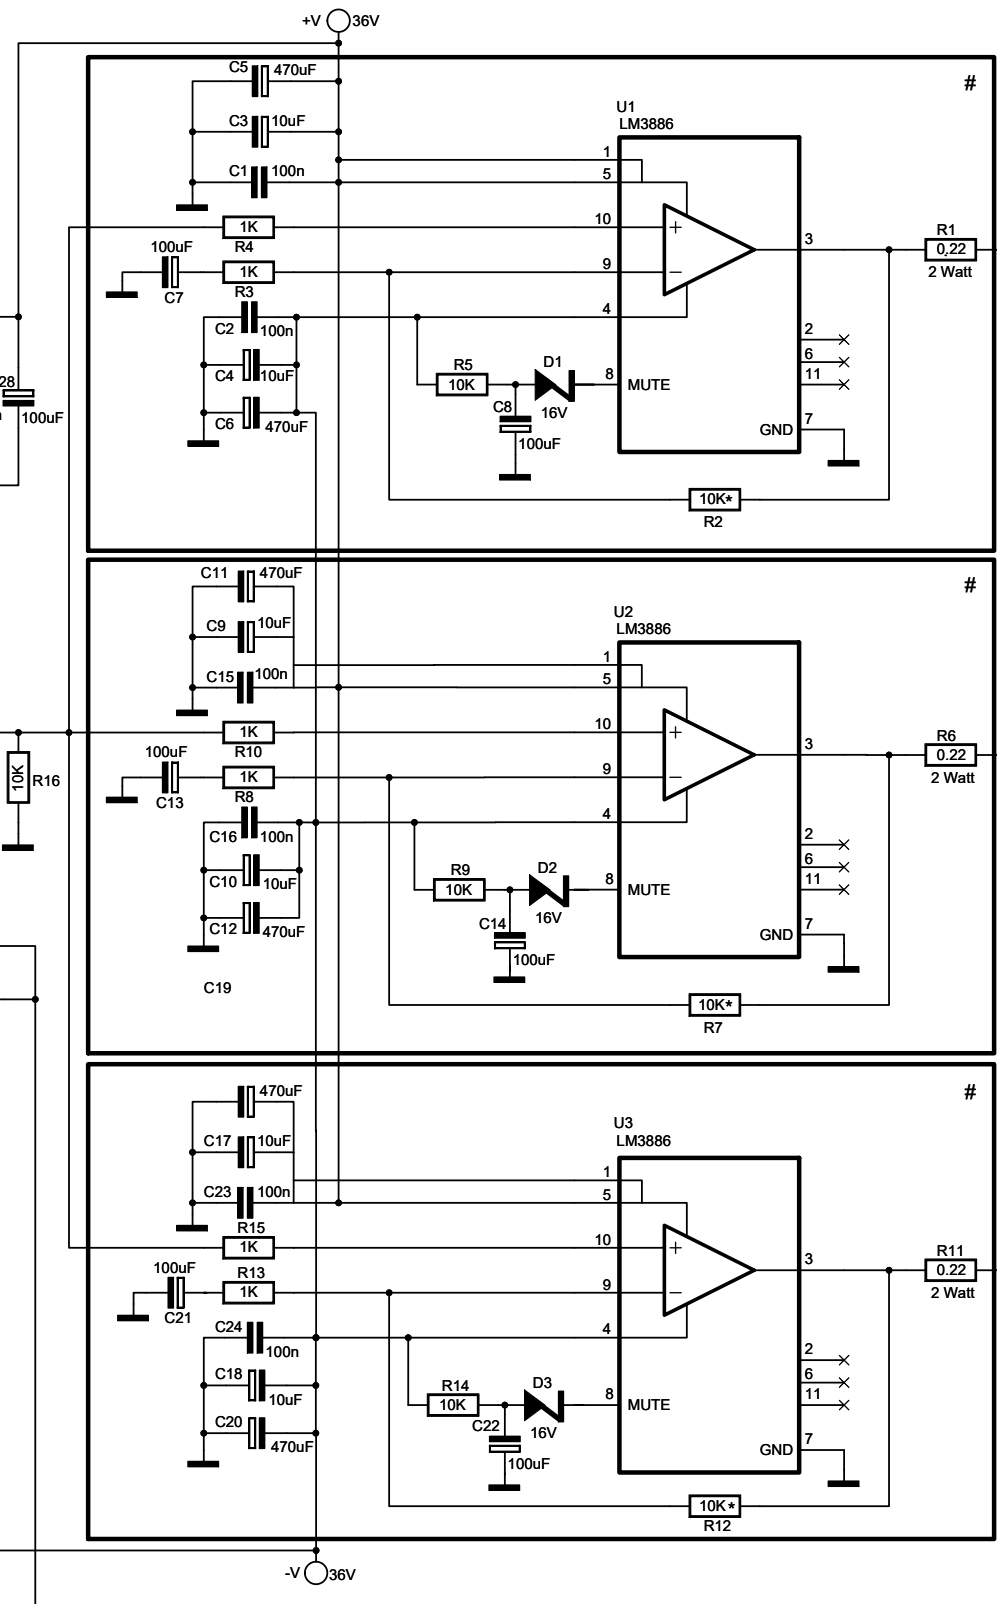 +V 36V
#
C5 470uF
C3 10uF
C1 100n
U1
LM3886
1
5
10
1K
R4
100uF
C7
9
1K
R3
3
R1
0.22
2 Watt
C2 100n
4
C4 10uF
C6 470uF
R5
10K
D1
16V
8 MUTE
C8
100uF
2
6
11
7
GND
28
100uF
10K*
R2
#
C11 470uF
C9 10uF
C15 100n
U2
LM3886
1
5
10
1K
R10
100uF
C13
9
1K
R8
3
R6
0.22
2 Watt
10K R16
C16 100n
4
C10 10uF
C12 470uF
R9
10K
D2
16V
8 MUTE
C14
100uF
2
6
11
7
GND
C19
10K*
R7
#
470uF
C17 10uF
C23 100n
U3
LM3886
1
5
R15
1K
10
100uF
C21
R13
1K
9
3
R11
0.22
2 Watt
C24
100n
4
C18
10uF
C20
470uF
R14
10K
D3
16V
8 MUTE
C22
100uF
2
6
11
7
GND
10K*
R12
-V 36V